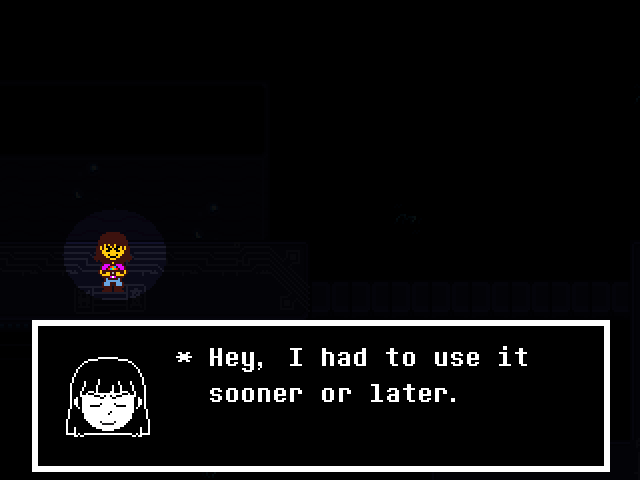 * Hey, I had to use it
sooner or later.